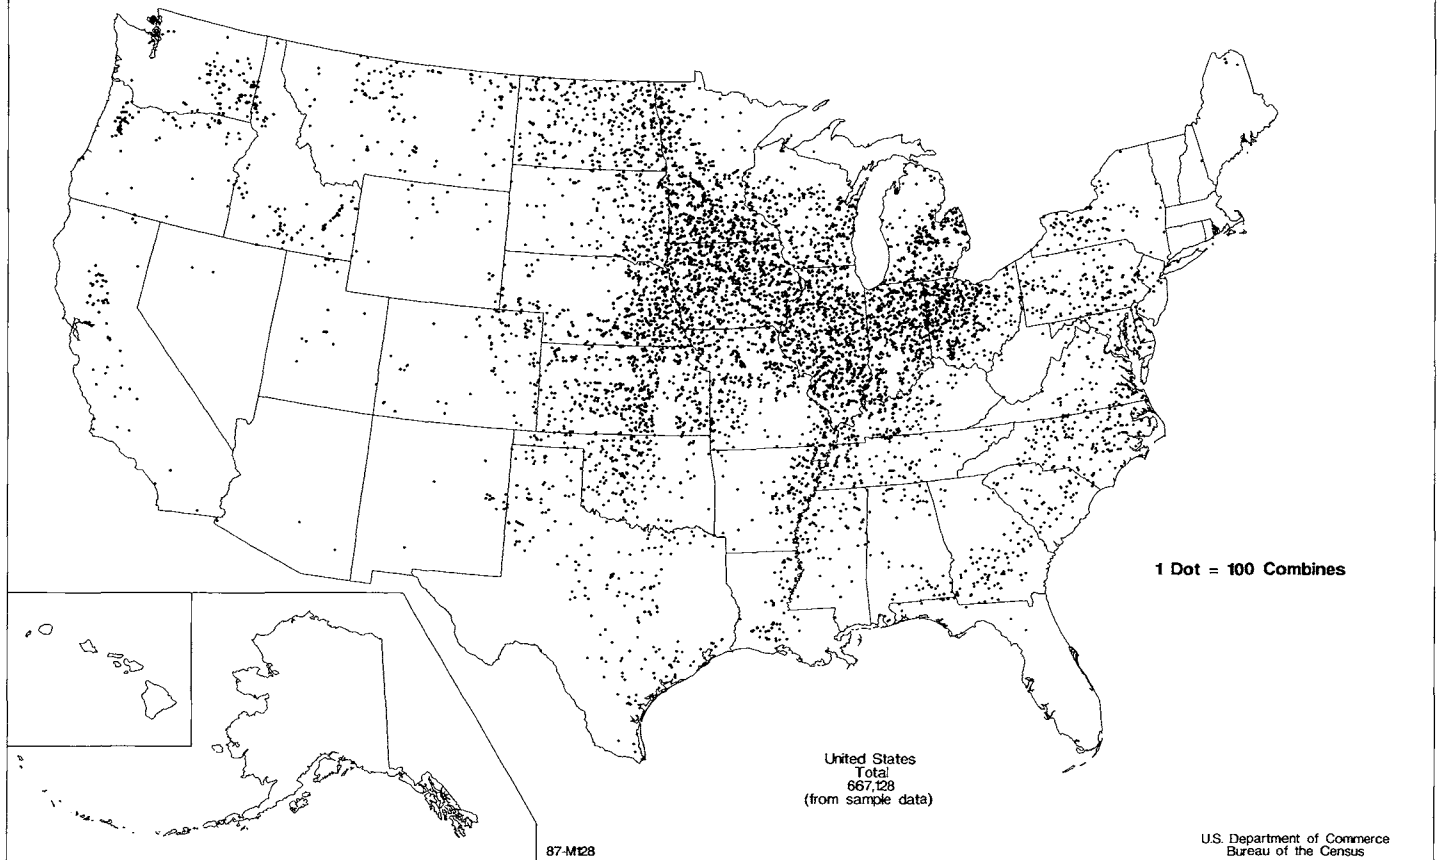 1 Dot = 100 Combines
United States
Total
667,128
(from sample data)
87-M128
U.S. Department of Commerce
Bureau of the Census